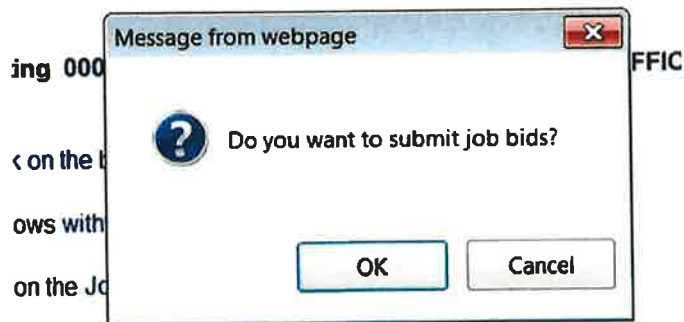 Message from webpage
ing 000
FFIC
Do you want to submit job bids?
on the
ows with
OK
Cancel
on the